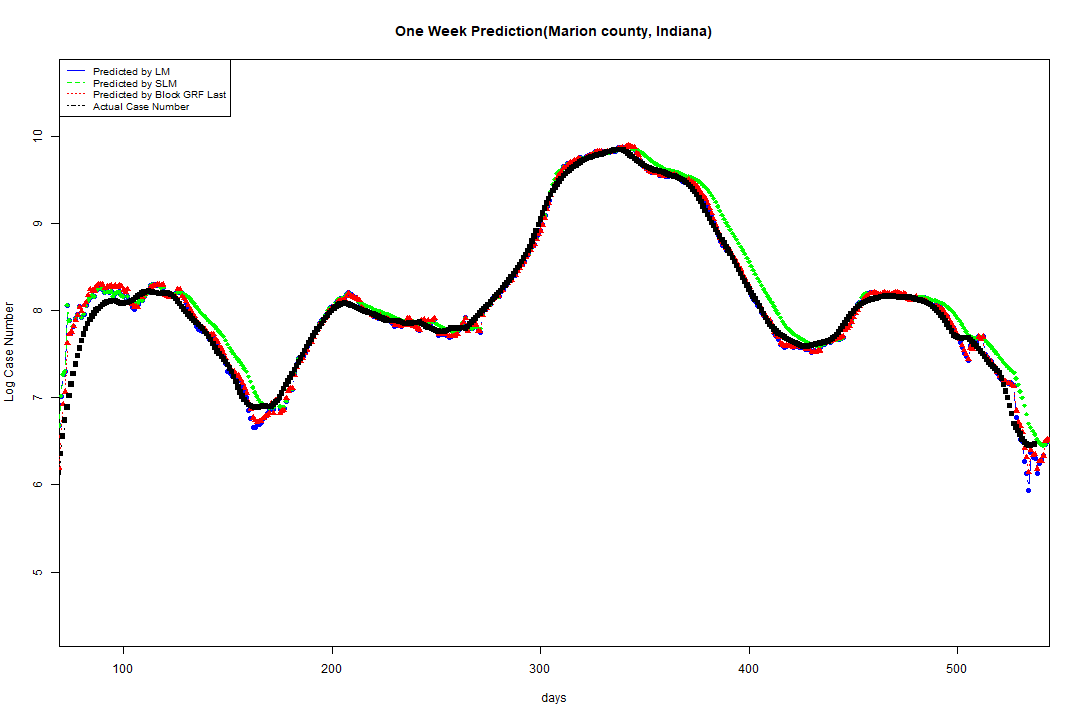 One Week Prediction(Marion county, Indiana)
Predicted by LM
Predicted by SLM
Predicted by Block GRF Last
Actual Case Number
10
9
8
7
6
5
Log Case Number
100 200 300 400 500
days